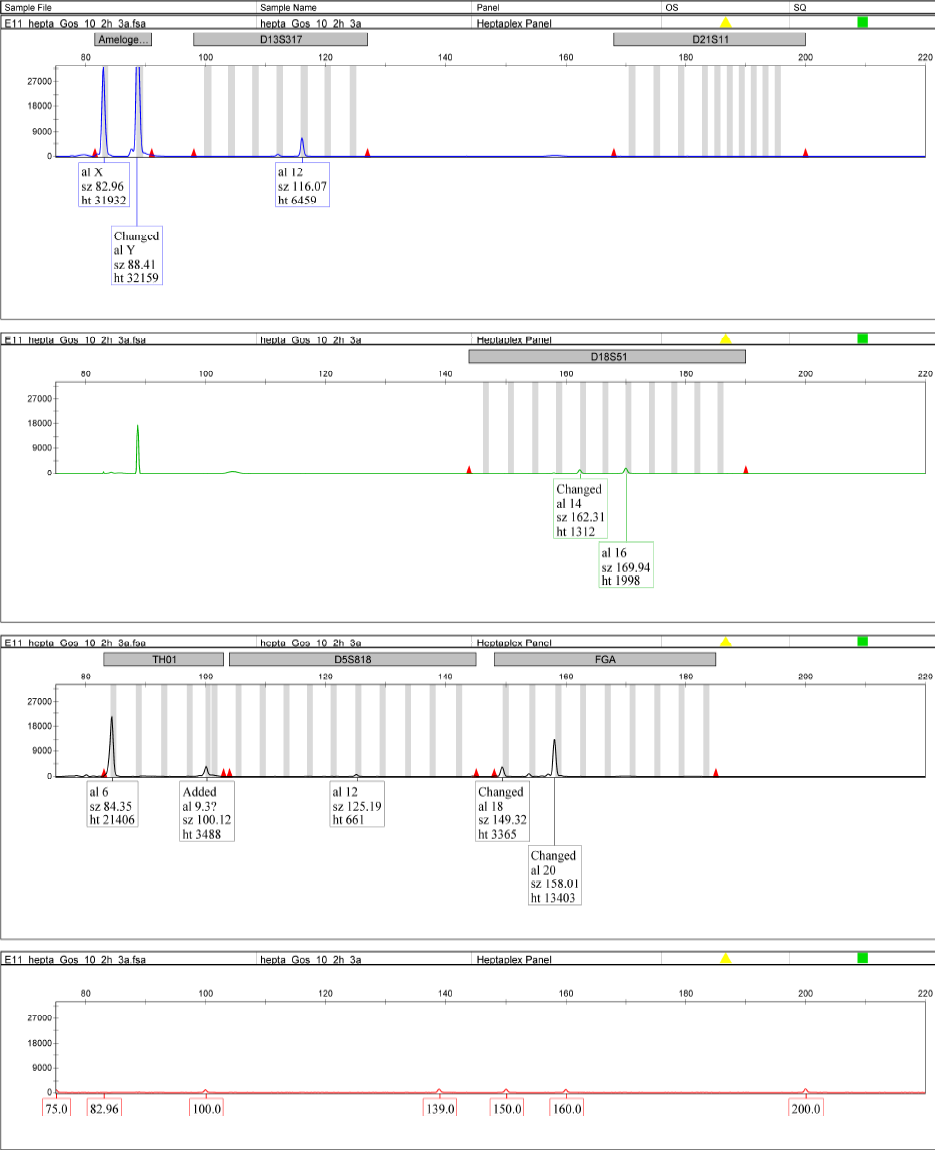 Sample File Sample Name Panel OS SQ
E11_hepta_Gos_10_2h_3a.fsa hepta_Gos_10_2h_3a Heptaplex Panel
Ameloge... D13S317 D21S11
80 100 120 140 160 180 200 220
27000
18000
9000
0
al X
sz 82.96
ht 31932
al 12
sz 116.07
ht 6459
Changed
al Y
sz 88.41
ht 32159
E11_hepta_Gos_10_2h_3a.fsa hepta_Gos_10_2h_3a Heptaplex Panel
D18S51
80 100 120 140 160 180 200 220
27000
18000
9000
0
Changed
al 14
sz 162.31
ht 1312
al 16
sz 169.94
ht 1998
E11_hepta_Gos_10_2h_3a.fsa hepta_Gos_10_2h_3a Heptaplex Panel
TH01 D5S818 FGA
80 100 120 140 160 180 200 220
27000
18000
9000
0
al 6
sz 84.35
ht 21406
Added
al 9.3?
sz 100.12
ht 3488
al 12
sz 125.19
ht 661
Changed
al 18
sz 149.32
ht 3365
Changed
al 20
sz 158.01
ht 13403
E11_hepta_Gos_10_2h_3a.fsa hepta_Gos_10_2h_3a Heptaplex Panel
80 100 120 140 160 180 200 220
27000
18000
9000
0
75.0 82.96 100.0 139.0 150.0 160.0 200.0